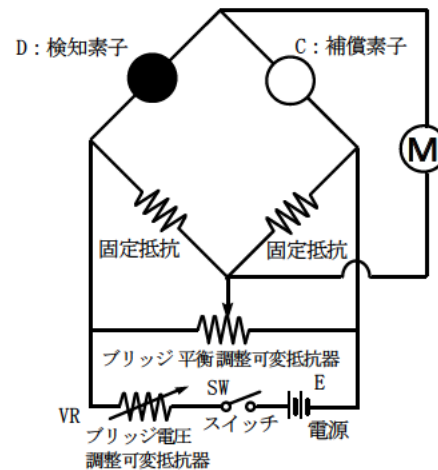 D：検知素子
C：補償素子
M
固定抵抗
固定抵抗
ブリッジ 平衡 調整可変抵抗器
SW
E
VR
スイッチ
電源
ブリッジ電圧
調整可変抵抗器